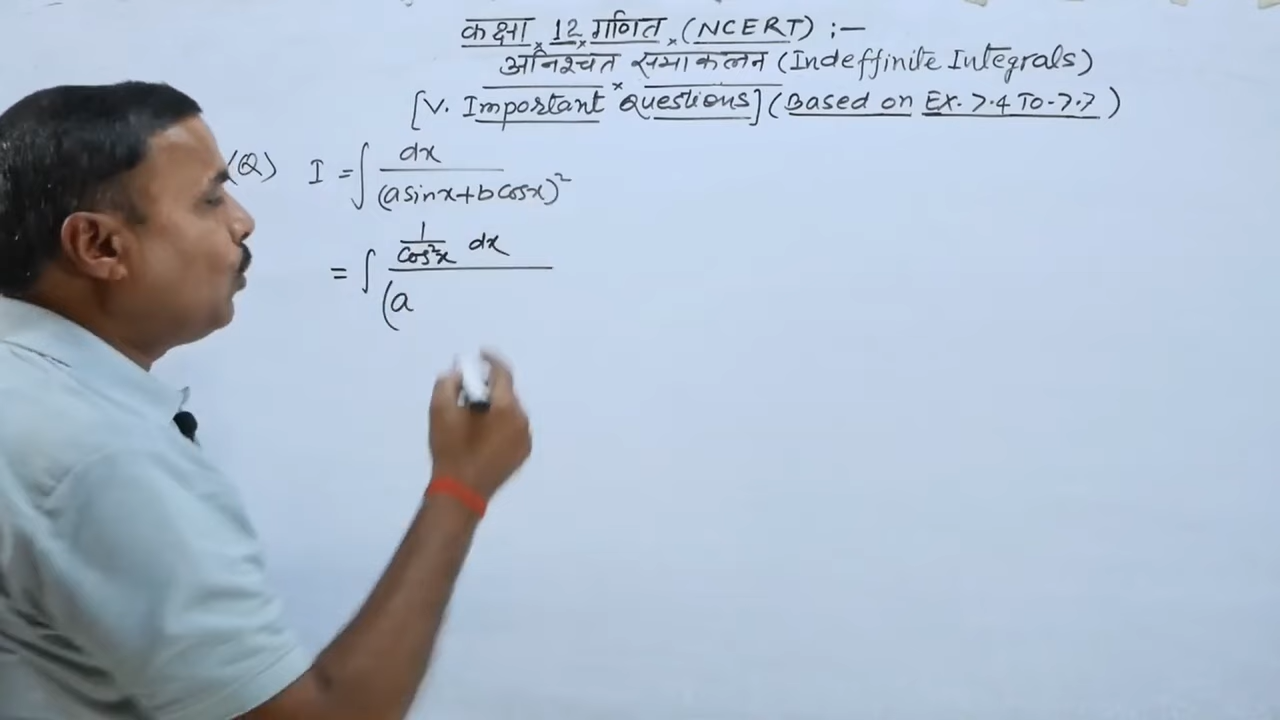 कक्षा 12 गणित (NCERT) :-
अनिश्चत समाकलन (Indeffinite Integrals)
[V. Important Questions] (Based on Ex. 7.4 To-7.7)
(Q) I = ∫ dx / (a sinx + b cosx)²
= ∫ 1/cos²x dx / (a